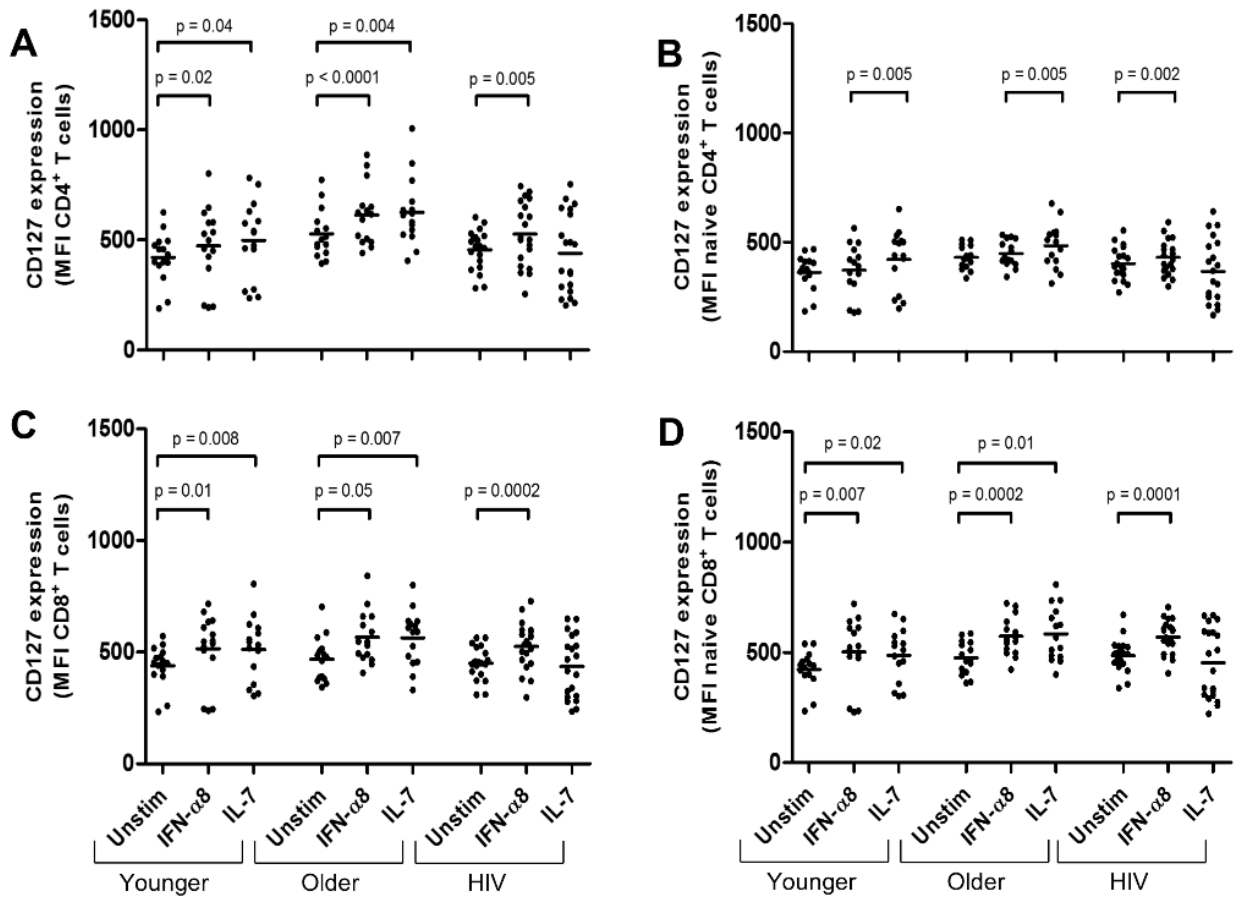 A
CD127 expression
(MFI CD4+ T cells)
1500
1000
500
0
p = 0.04
p = 0.004
p = 0.02
p < 0.0001
p = 0.005
B
CD127 expression
(MFI naive CD4+ T cells)
1500
1000
500
0
p = 0.005
p = 0.005
p = 0.002
C
CD127 expression
(MFI CD8+ T cells)
1500
1000
500
0
p = 0.008
p = 0.007
p = 0.01
p = 0.05
p = 0.0002
Unstim
IFN-α8
IL-7
Unstim
IFN-α8
IL-7
Unstim
IFN-α8
IL-7
Younger
Older
HIV
D
CD127 expression
(MFI naive CD8+ T cells)
1500
1000
500
0
p = 0.02
p = 0.01
p = 0.007
p = 0.0002
p = 0.0001
Unstim
IFN-α8
IL-7
Unstim
IFN-α8
IL-7
Unstim
IFN-α8
IL-7
Younger
Older
HIV